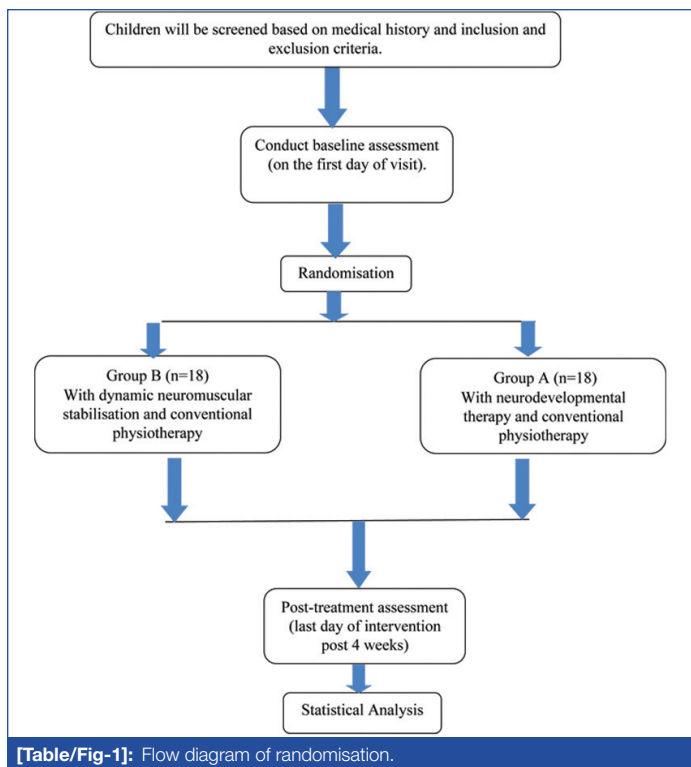 Children will be screened based on medical history and inclusion and
exclusion criteria.
Conduct baseline assessment
(on the first day of visit).
Randomisation
Group B (n=18)
With dynamic neuromuscular
stabilisation and conventional
physiotherapy
Group A (n=18)
With neurodevelopmental
therapy and conventional
physiotherapy
Post-treatment assessment
(last day of intervention
post 4 weeks)
Statistical Analysis
[Table/Fig-1]: Flow diagram of randomisation.